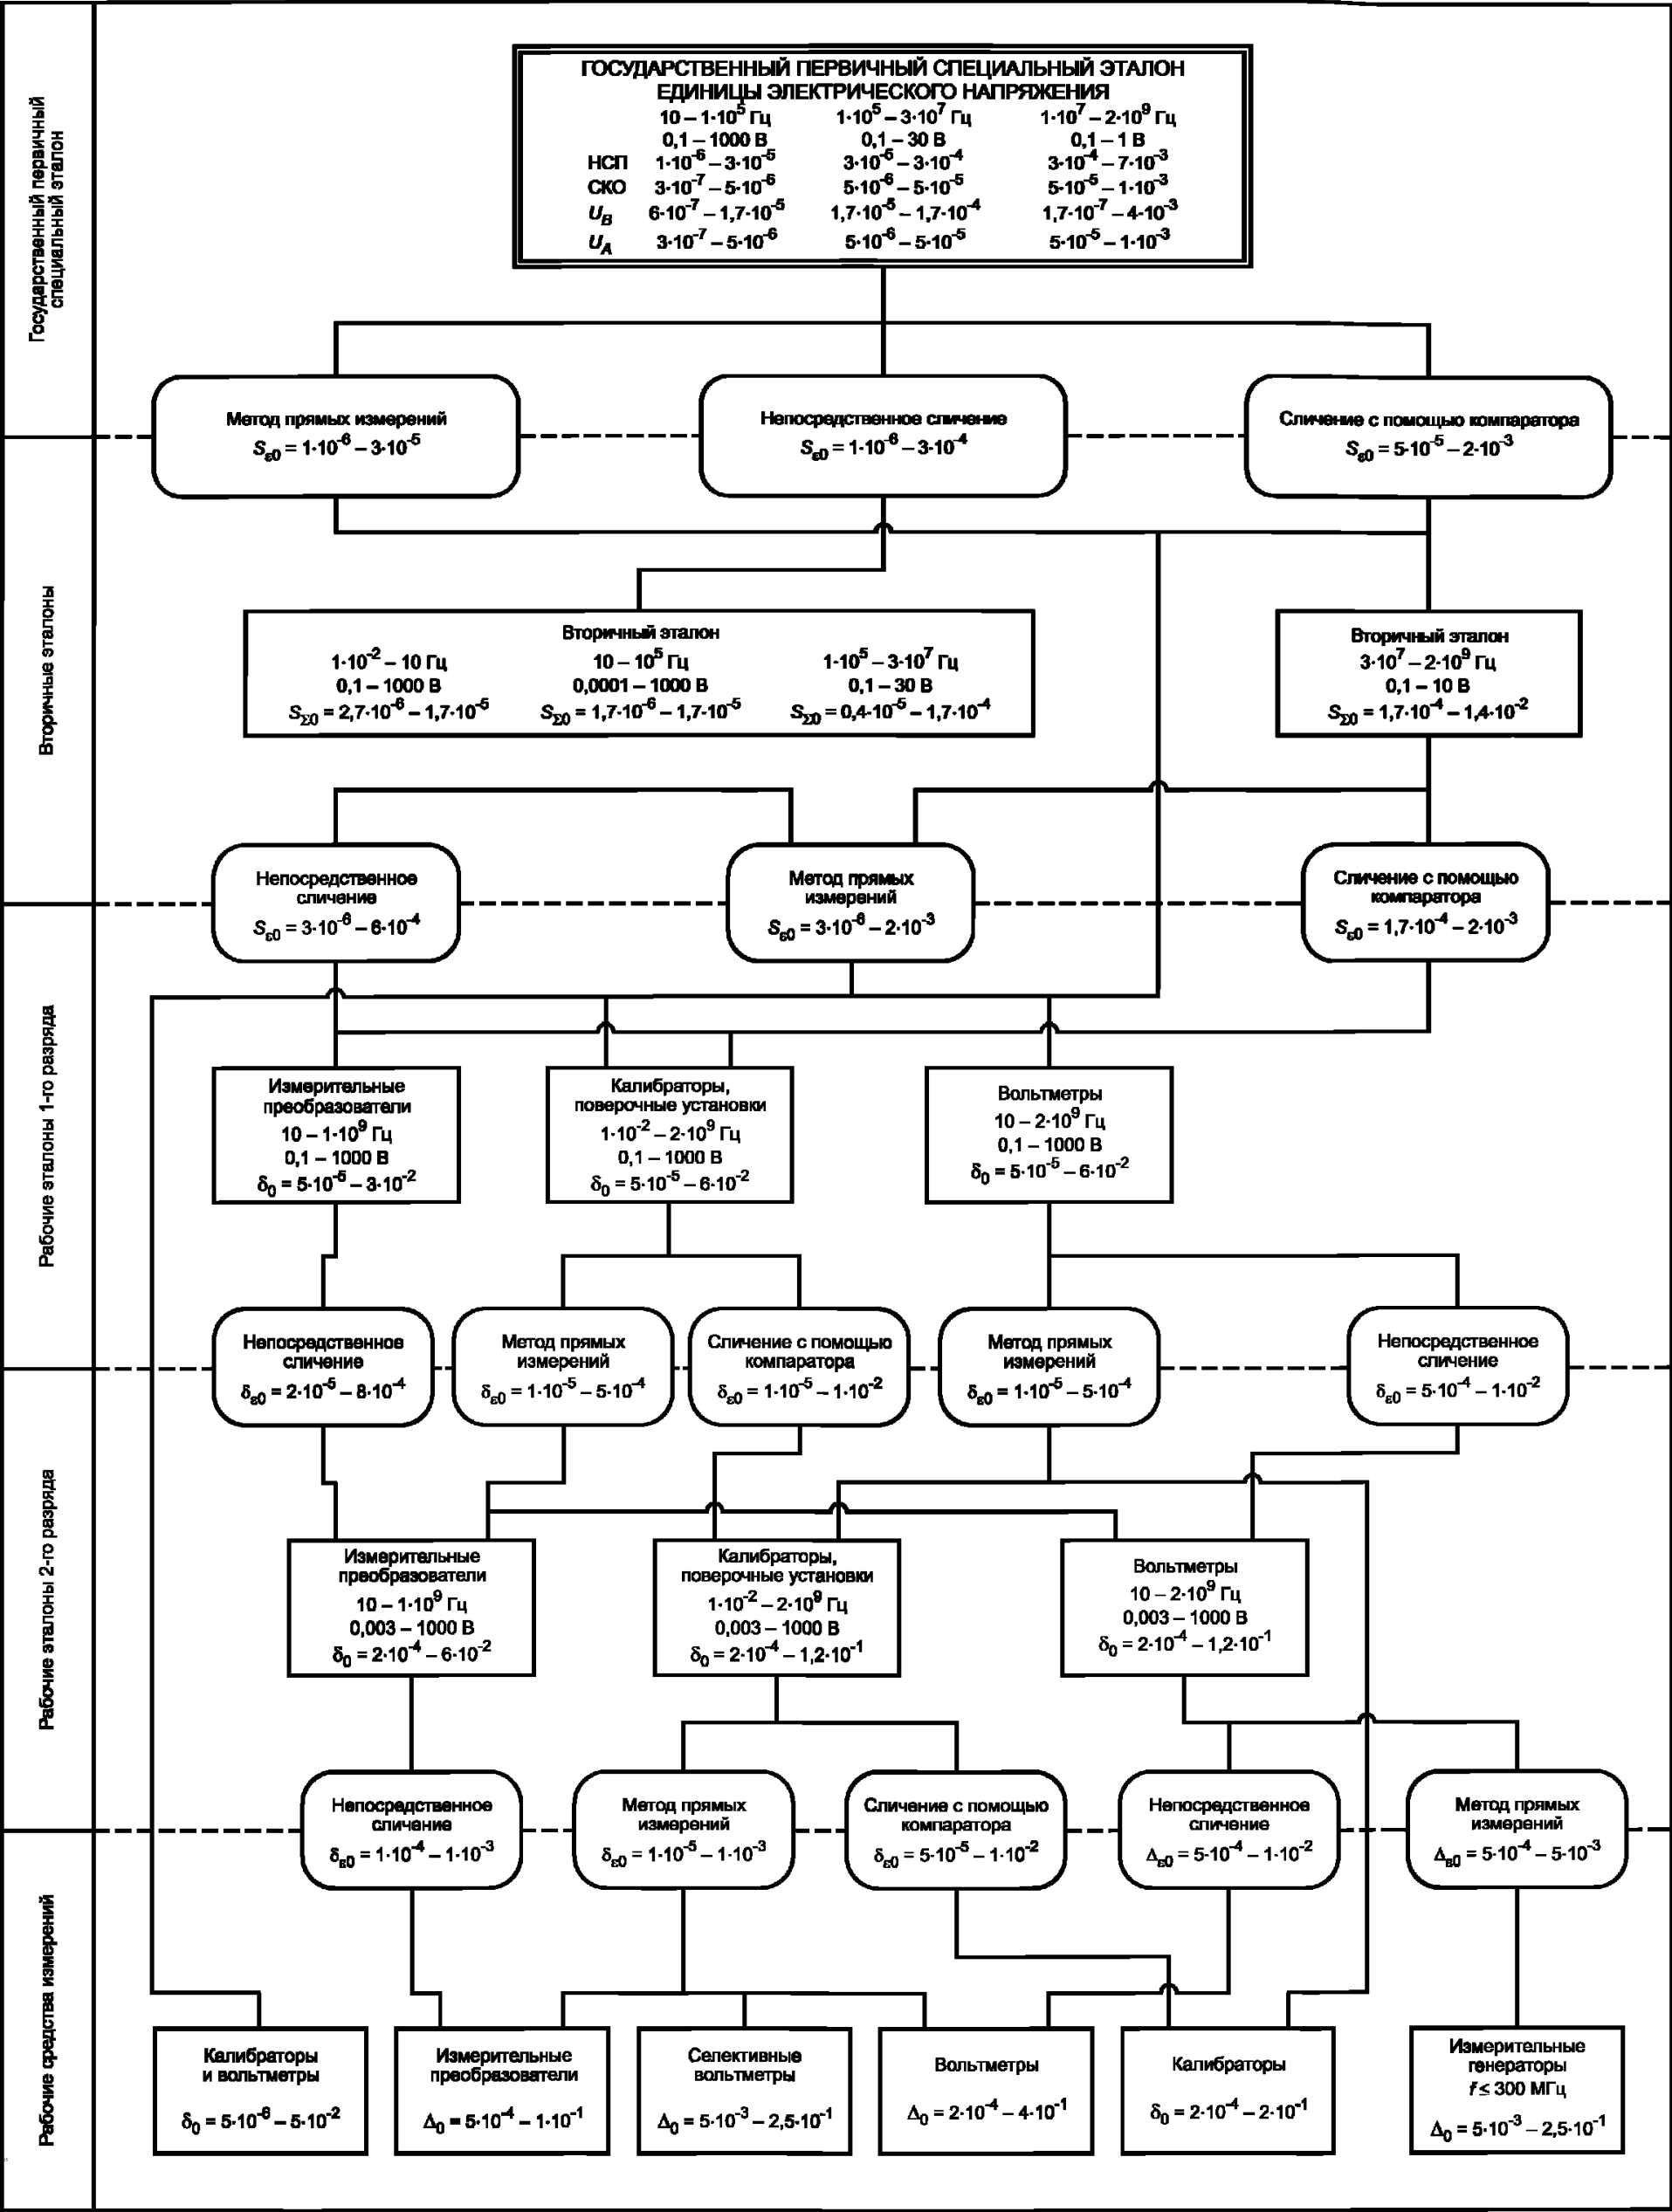 Государственный первичный
специальный эталон
ГОСУДАРСТВЕННЫЙ ПЕРВИЧНЫЙ СПЕЦИАЛЬНЫЙ ЭТАЛОН
ЕДИНИЦЫ ЭЛЕКТРИЧЕСКОГО НАПРЯЖЕНИЯ
10 – 1·10⁵ Гц 1·10⁵ – 3·10⁷ Гц 1·10⁷ – 2·10⁹ Гц
0,1 – 1000 В 0,1 – 30 В 0,1 – 1 В
НСП 1·10⁻⁶ – 3·10⁻⁵ 3·10⁻⁵ – 3·10⁻⁴ 3·10⁻⁴ – 7·10⁻³
СКО 3·10⁻⁷ – 5·10⁻⁶ 5·10⁻⁶ – 5·10⁻⁵ 5·10⁻⁵ – 1·10⁻³
U_B 6·10⁻⁷ – 1,7·10⁻⁵ 1,7·10⁻⁵ – 1,7·10⁻⁴ 1,7·10⁻⁷ – 4·10⁻³
U_A 3·10⁻⁷ – 5·10⁻⁶ 5·10⁻⁶ – 5·10⁻⁵ 5·10⁻⁵ – 1·10⁻³
Метод прямых измерений
S_ε0 = 1·10⁻⁶ – 3·10⁻⁵
Непосредственное сличение
S_ε0 = 1·10⁻⁶ – 3·10⁻⁴
Сличение с помощью компаратора
S_ε0 = 5·10⁻⁵ – 2·10⁻³
Вторичные эталоны
Вторичный эталон
1·10⁻² – 10 Гц 10 – 10⁵ Гц 1·10⁵ – 3·10⁷ Гц
0,1 – 1000 В 0,0001 – 1000 В 0,1 – 30 В
S_Σ0 = 2,7·10⁻⁶ – 1,7·10⁻⁵ S_Σ0 = 1,7·10⁻⁶ – 1,7·10⁻⁵ S_Σ0 = 0,4·10⁻⁵ – 1,7·10⁻⁴
Вторичный эталон
3·10⁷ – 2·10⁹ Гц
0,1 – 10 В
S_Σ0 = 1,7·10⁻⁴ – 1,4·10⁻²
Непосредственное
сличение
S_ε0 = 3·10⁻⁶ – 6·10⁻⁴
Метод прямых
измерений
S_ε0 = 3·10⁻⁶ – 2·10⁻³
Сличение с помощью
компаратора
S_ε0 = 1,7·10⁻⁴ – 2·10⁻³
Рабочие эталоны 1-го разряда
Измерительные
преобразователи
10 – 1·10⁹ Гц
0,1 – 1000 В
δ₀ = 5·10⁻⁵ – 3·10⁻²
Калибраторы,
поверочные установки
1·10⁻² – 2·10⁹ Гц
0,1 – 1000 В
δ₀ = 5·10⁻⁵ – 6·10⁻²
Вольтметры
10 – 2·10⁹ Гц
0,1 – 1000 В
δ₀ = 5·10⁻⁵ – 6·10⁻²
Непосредственное
сличение
δ_ε0 = 2·10⁻⁵ – 8·10⁻⁴
Метод прямых
измерений
δ_ε0 = 1·10⁻⁵ – 5·10⁻⁴
Сличение с помощью
компаратора
δ_ε0 = 1·10⁻⁵ – 1·10⁻²
Метод прямых
измерений
δ_ε0 = 1·10⁻⁵ – 5·10⁻⁴
Непосредственное
сличение
δ_ε0 = 5·10⁻⁴ – 1·10⁻²
Рабочие эталоны 2-го разряда
Измерительные
преобразователи
10 – 1·10⁹ Гц
0,003 – 1000 В
δ₀ = 2·10⁻⁴ – 6·10⁻²
Калибраторы,
поверочные установки
1·10⁻² – 2·10⁹ Гц
0,003 – 1000 В
δ₀ = 2·10⁻⁴ – 1,2·10⁻¹
Вольтметры
10 – 2·10⁹ Гц
0,003 – 1000 В
δ₀ = 2·10⁻⁴ – 1,2·10⁻¹
Непосредственное
сличение
δ_ε0 = 1·10⁻⁴ – 1·10⁻³
Метод прямых
измерений
δ_ε0 = 1·10⁻⁵ – 1·10⁻³
Сличение с помощью
компаратора
δ_ε0 = 5·10⁻⁵ – 1·10⁻²
Непосредственное
сличение
Δ_ε0 = 5·10⁻⁴ – 1·10⁻²
Метод прямых
измерений
Δ_ε0 = 5·10⁻⁴ – 5·10⁻³
Рабочие средства измерений
Калибраторы
и вольтметры
δ₀ = 5·10⁻⁶ – 5·10⁻²
Измерительные
преобразователи
Δ₀ = 5·10⁻⁴ – 1·10⁻¹
Селективные
вольтметры
Δ₀ = 5·10⁻³ – 2,5·10⁻¹
Вольтметры
Δ₀ = 2·10⁻⁴ – 4·10⁻¹
Калибраторы
δ₀ = 2·10⁻⁴ – 2·10⁻¹
Измерительные
генераторы
f ≤ 300 МГц
Δ₀ = 5·10⁻³ – 2,5·10⁻¹